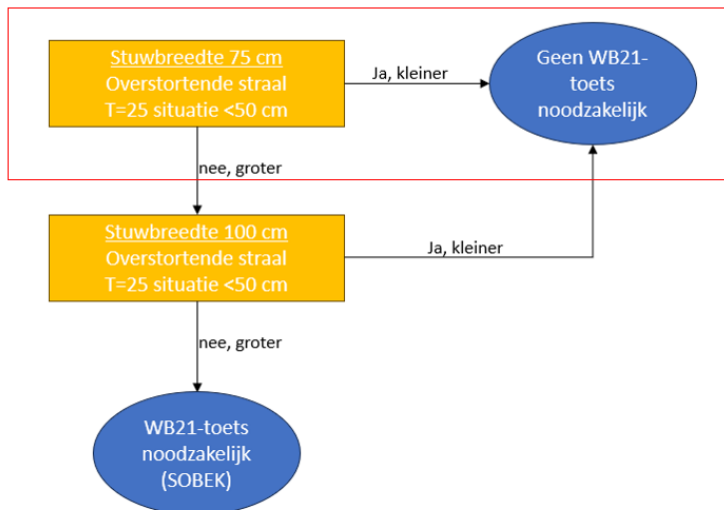 Stuwbreedte 75 cm
Overstortende straal
T=25 situatie <50 cm
Ja, kleiner
Geen WB21-
toets
noodzakelijk
nee, groter
Stuwbreedte 100 cm
Overstortende straal
T=25 situatie <50 cm
Ja, kleiner
nee, groter
WB21-toets
noodzakelijk
(SOBEK)